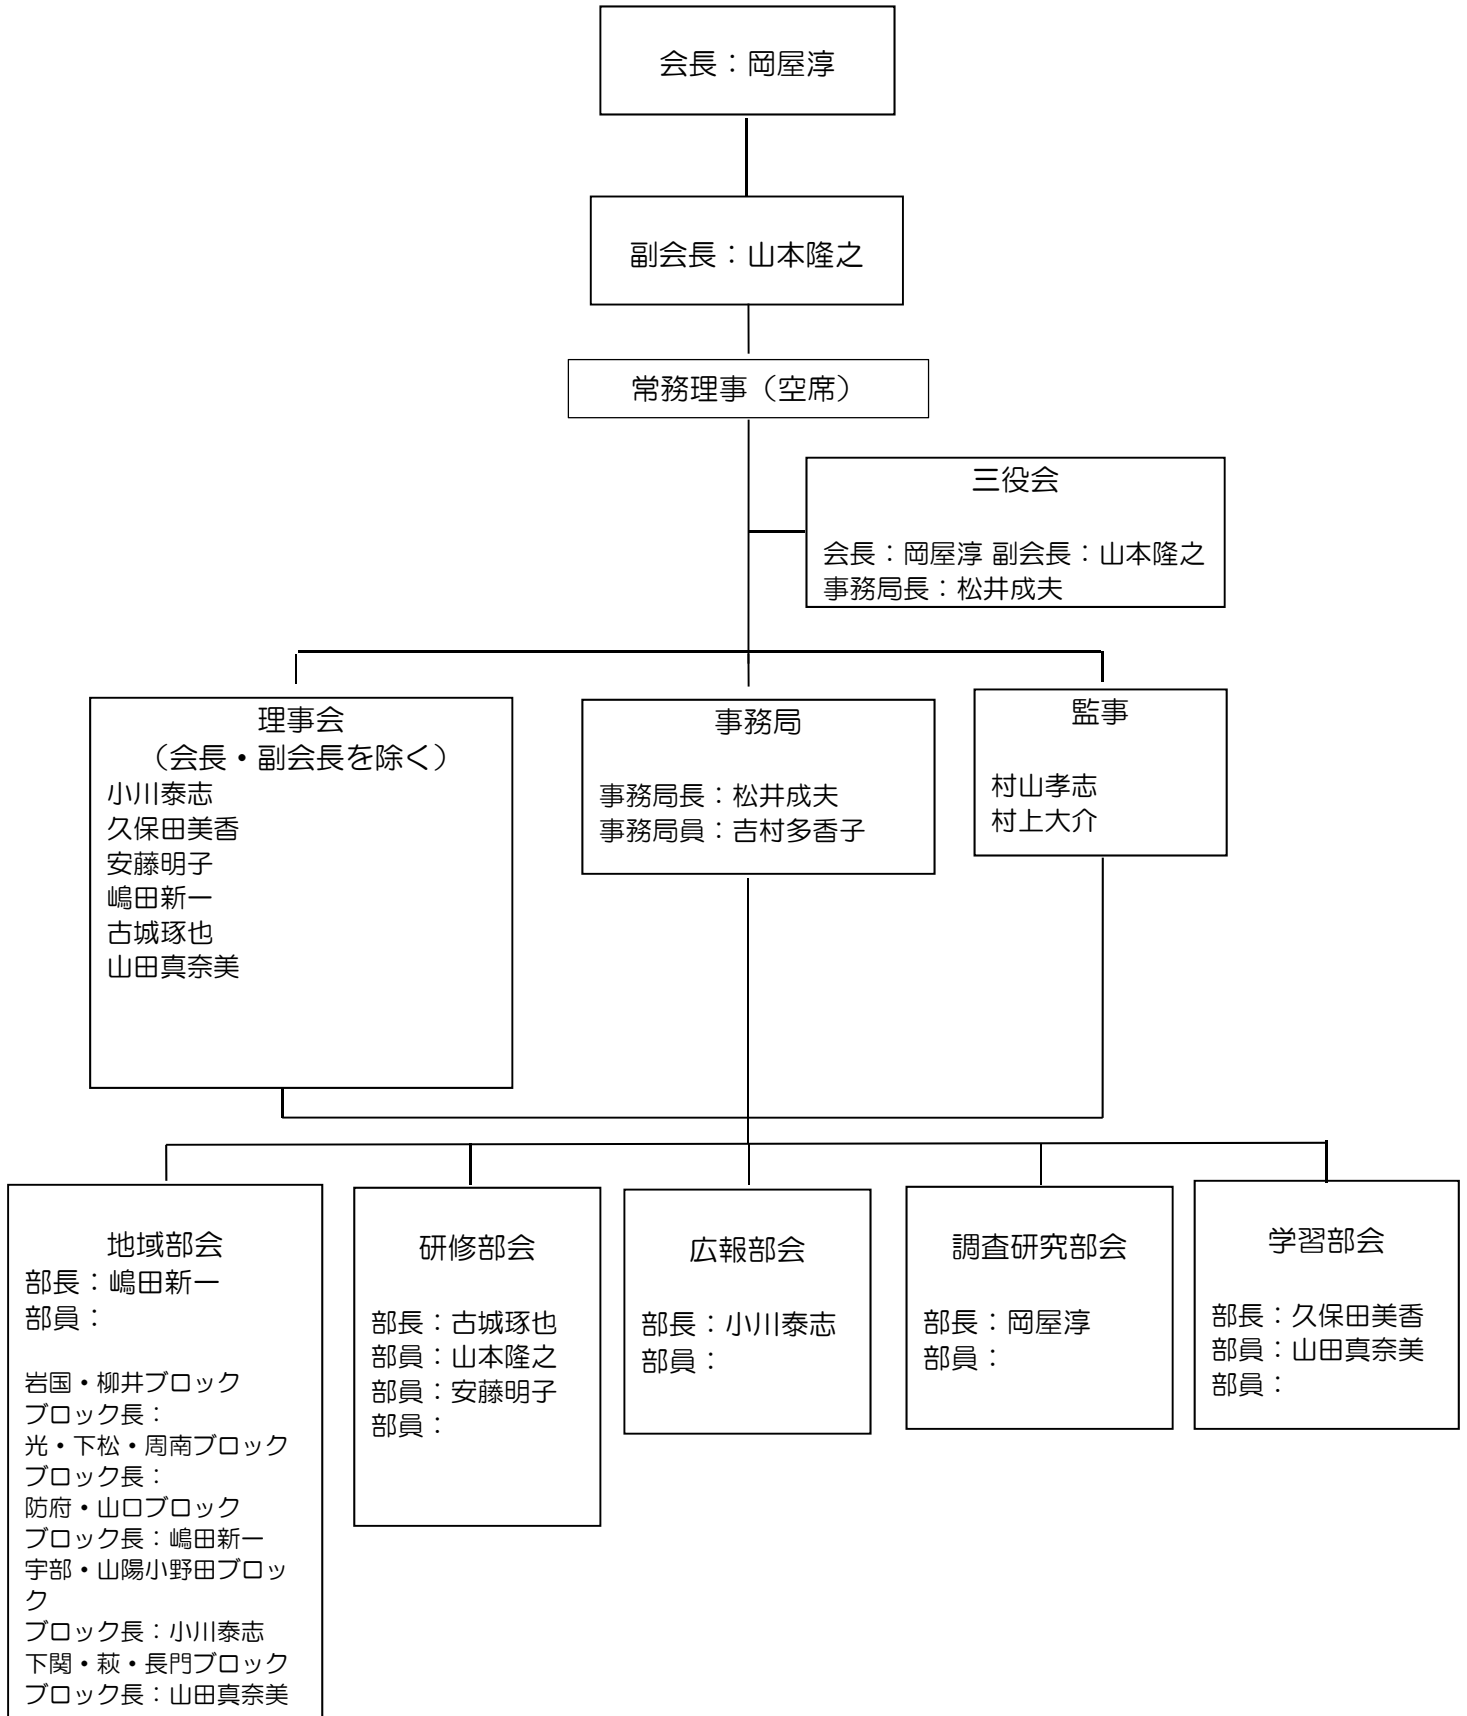 会長：岡屋淳
副会長：山本隆之
常務理事（空席）
三役会
会長：岡屋淳 副会長：山本隆之
事務局長：松井成夫
理事会
（会長・副会長を除く）
小川泰志
久保田美香
安藤明子
嶋田新一
古城琢也
山田真奈美
事務局
事務局長：松井成夫
事務局員：吉村多香子
監事
村山孝志
村上大介
地域部会
部長：嶋田新一
部員：
岩国・柳井ブロック
ブロック長：
光・下松・周南ブロック
ブロック長：
防府・山口ブロック
ブロック長：嶋田新一
宇部・山陽小野田ブロッ
ク
ブロック長：小川泰志
下関・萩・長門ブロック
ブロック長：山田真奈美
研修部会
部長：古城琢也
部員：山本隆之
部員：安藤明子
部員：
広報部会
部長：小川泰志
部員：
調査研究部会
部長：岡屋淳
部員：
学習部会
部長：久保田美香
部員：山田真奈美
部員：